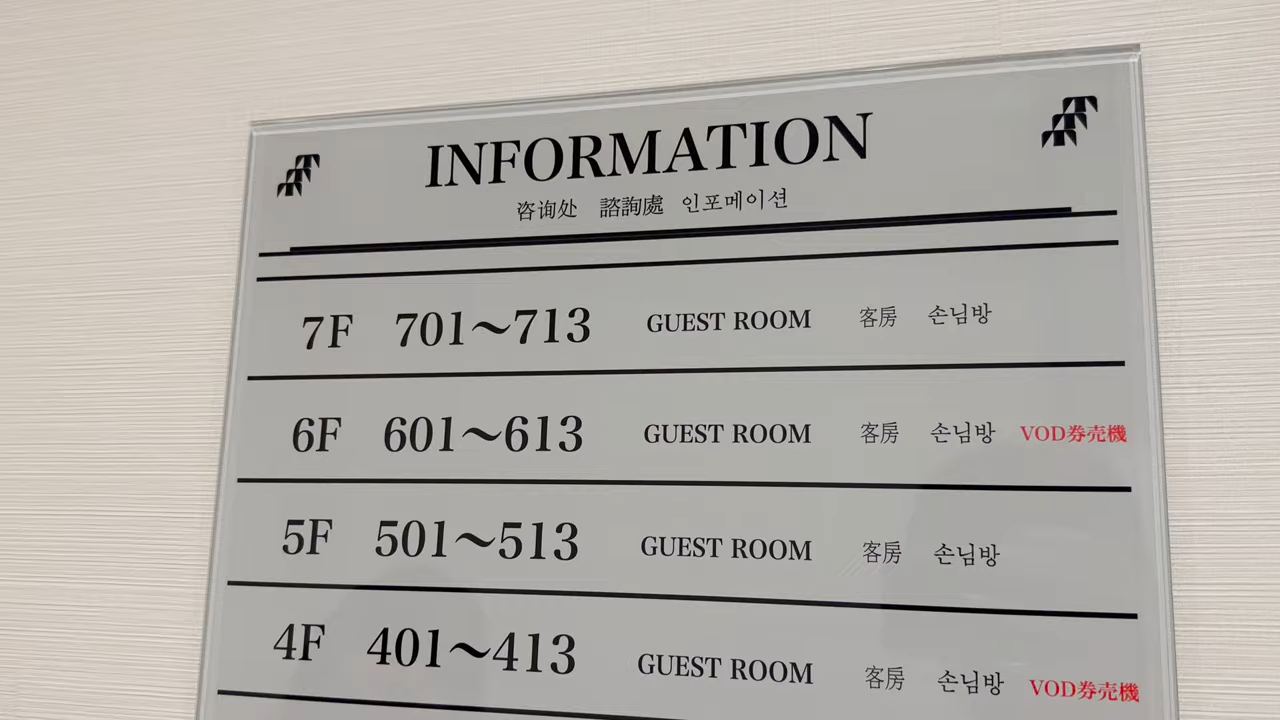 INFORMATION
咨询处 諮詢處 인포메이션
7F 701～713 GUEST ROOM 客房 손님방
6F 601～613 GUEST ROOM 客房 손님방 VOD券売機
5F 501～513 GUEST ROOM 客房 손님방
4F 401～413 GUEST ROOM 客房 손님방 VOD券売機